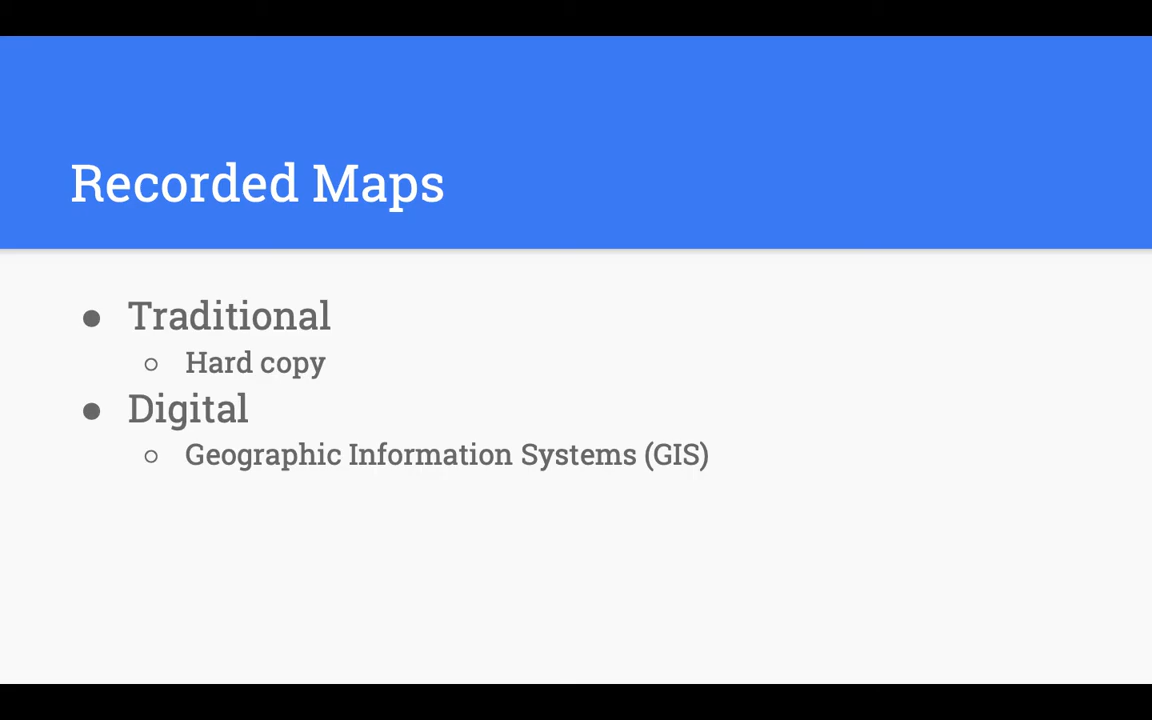 Recorded Maps
● Traditional
○ Hard copy
● Digital
○ Geographic Information Systems (GIS)